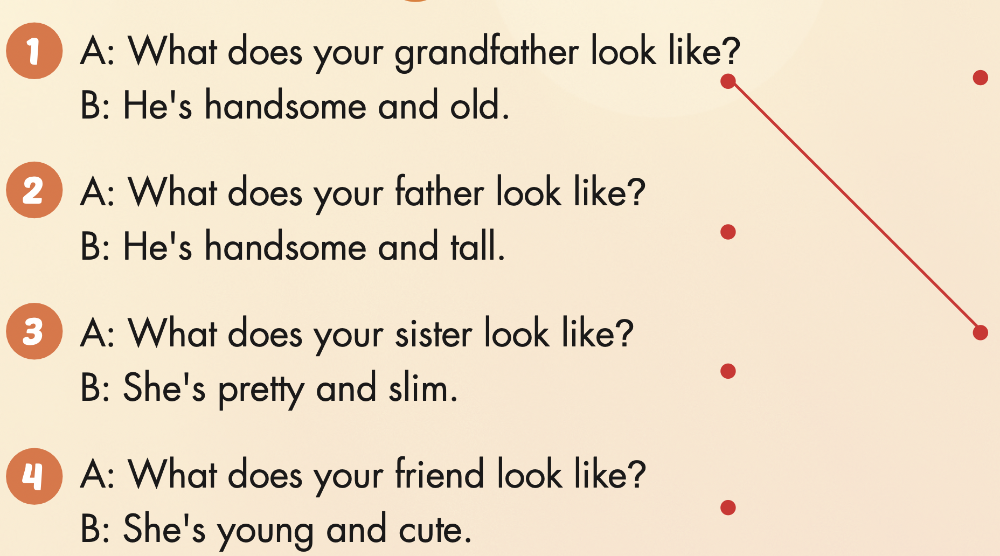 1 A: What does your grandfather look like?
B: He's handsome and old.
2 A: What does your father look like?
B: He's handsome and tall.
3 A: What does your sister look like?
B: She's pretty and slim.
4 A: What does your friend look like?
B: She's young and cute.